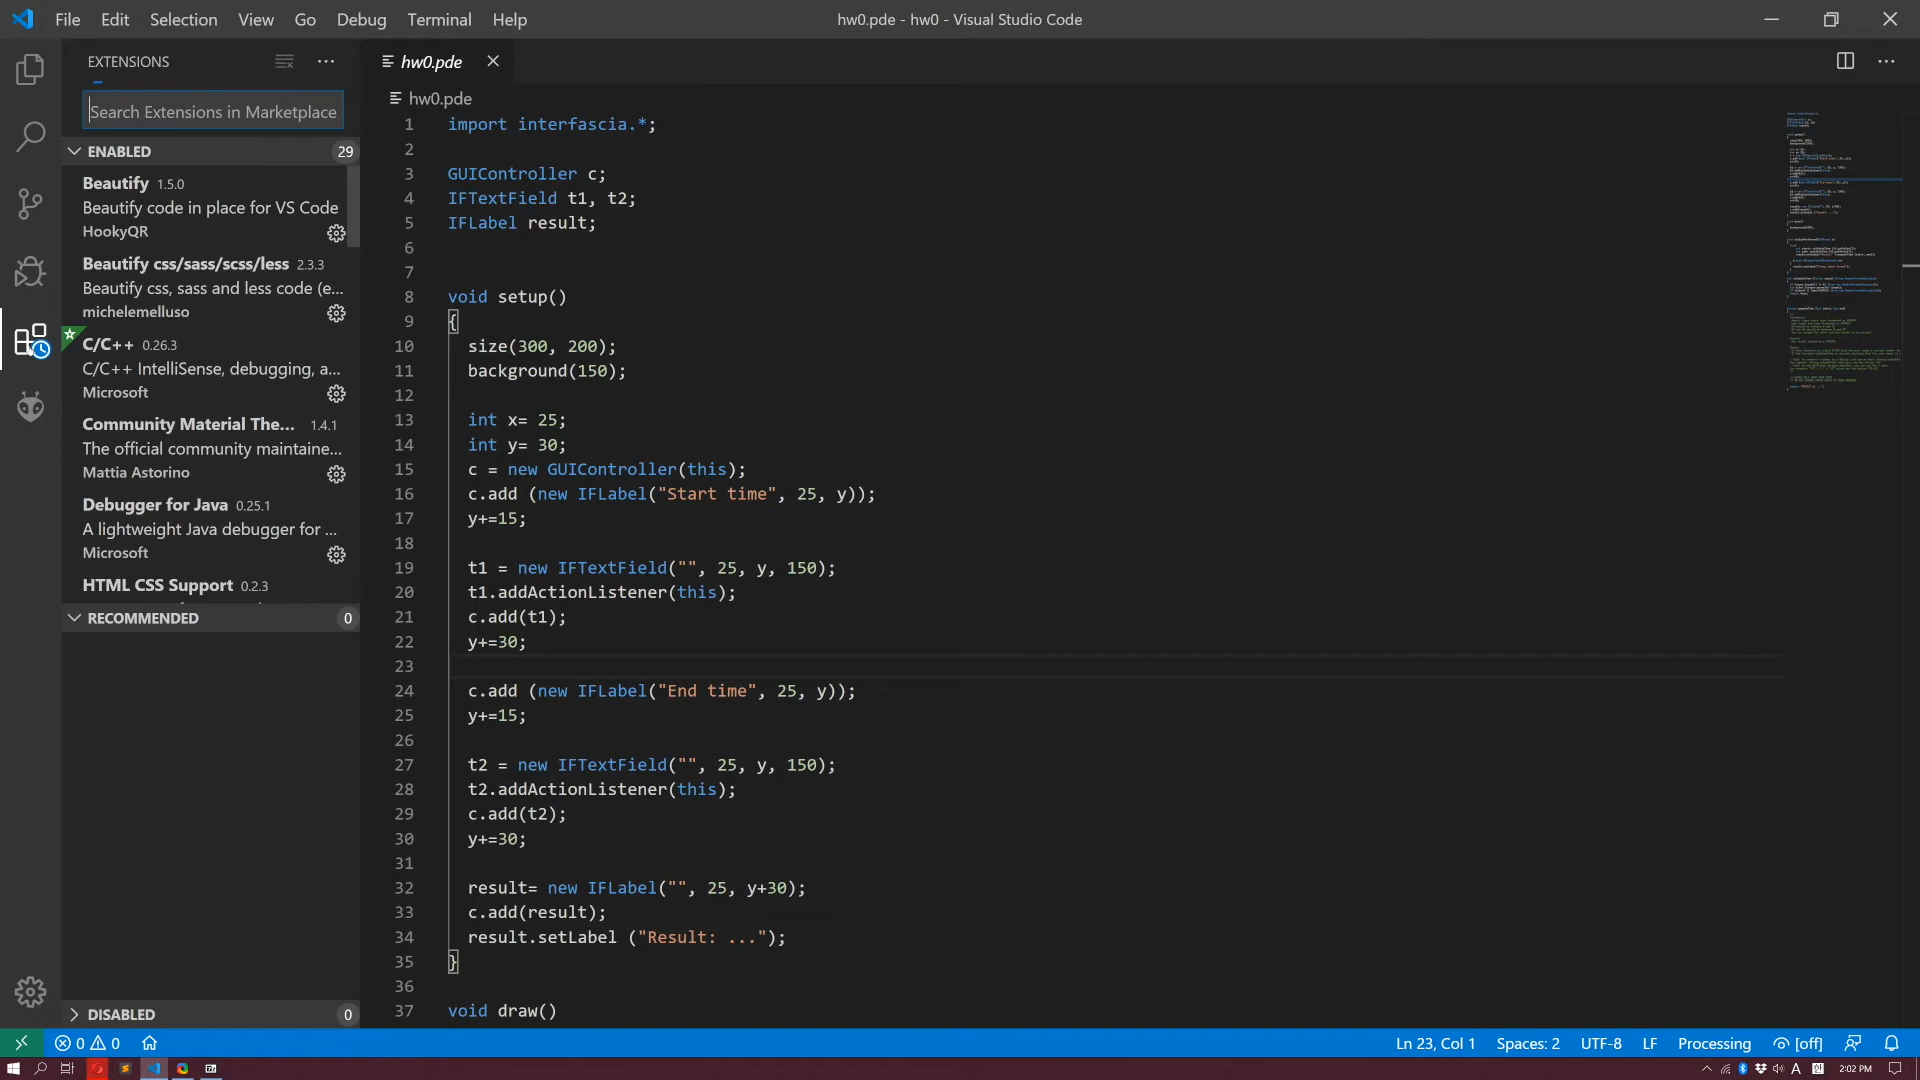 File Edit Selection View Go Debug Terminal Help
hw0.pde - hw0 - Visual Studio Code
EXTENSIONS
Search Extensions in Marketplace
ENABLED 29
Beautify 1.5.0
Beautify code in place for VS Code
HookyQR
Beautify css/sass/scss/less 2.3.3
Beautify css, sass and less code (e...
michelemelluso
C/C++ 0.26.3
C/C++ IntelliSense, debugging, a...
Microsoft
Community Material The... 1.4.1
The official community maintaine...
Mattia Astorino
Debugger for Java 0.25.1
A lightweight Java debugger for ...
Microsoft
HTML CSS Support 0.2.3
RECOMMENDED 0
DISABLED 0
hw0.pde
hw0.pde
1 import interfascia.*;
2
3 GUIController c;
4 IFTextField t1, t2;
5 IFLabel result;
6
7
8 void setup()
9 {
10 size(300, 200);
11 background(150);
12
13 int x= 25;
14 int y= 30;
15 c = new GUIController(this);
16 c.add (new IFLabel("Start time", 25, y));
17 y+=15;
18
19 t1 = new IFTextField("", 25, y, 150);
20 t1.addActionListener(this);
21 c.add(t1);
22 y+=30;
23
24 c.add (new IFLabel("End time", 25, y));
25 y+=15;
26
27 t2 = new IFTextField("", 25, y, 150);
28 t2.addActionListener(this);
29 c.add(t2);
30 y+=30;
31
32 result= new IFLabel("", 25, y+30);
33 c.add(result);
34 result.setLabel ("Result: ...");
35 }
36
37 void draw()
0 0
Ln 23, Col 1 Spaces: 2 UTF-8 LF Processing [off]
A 2:02 PM